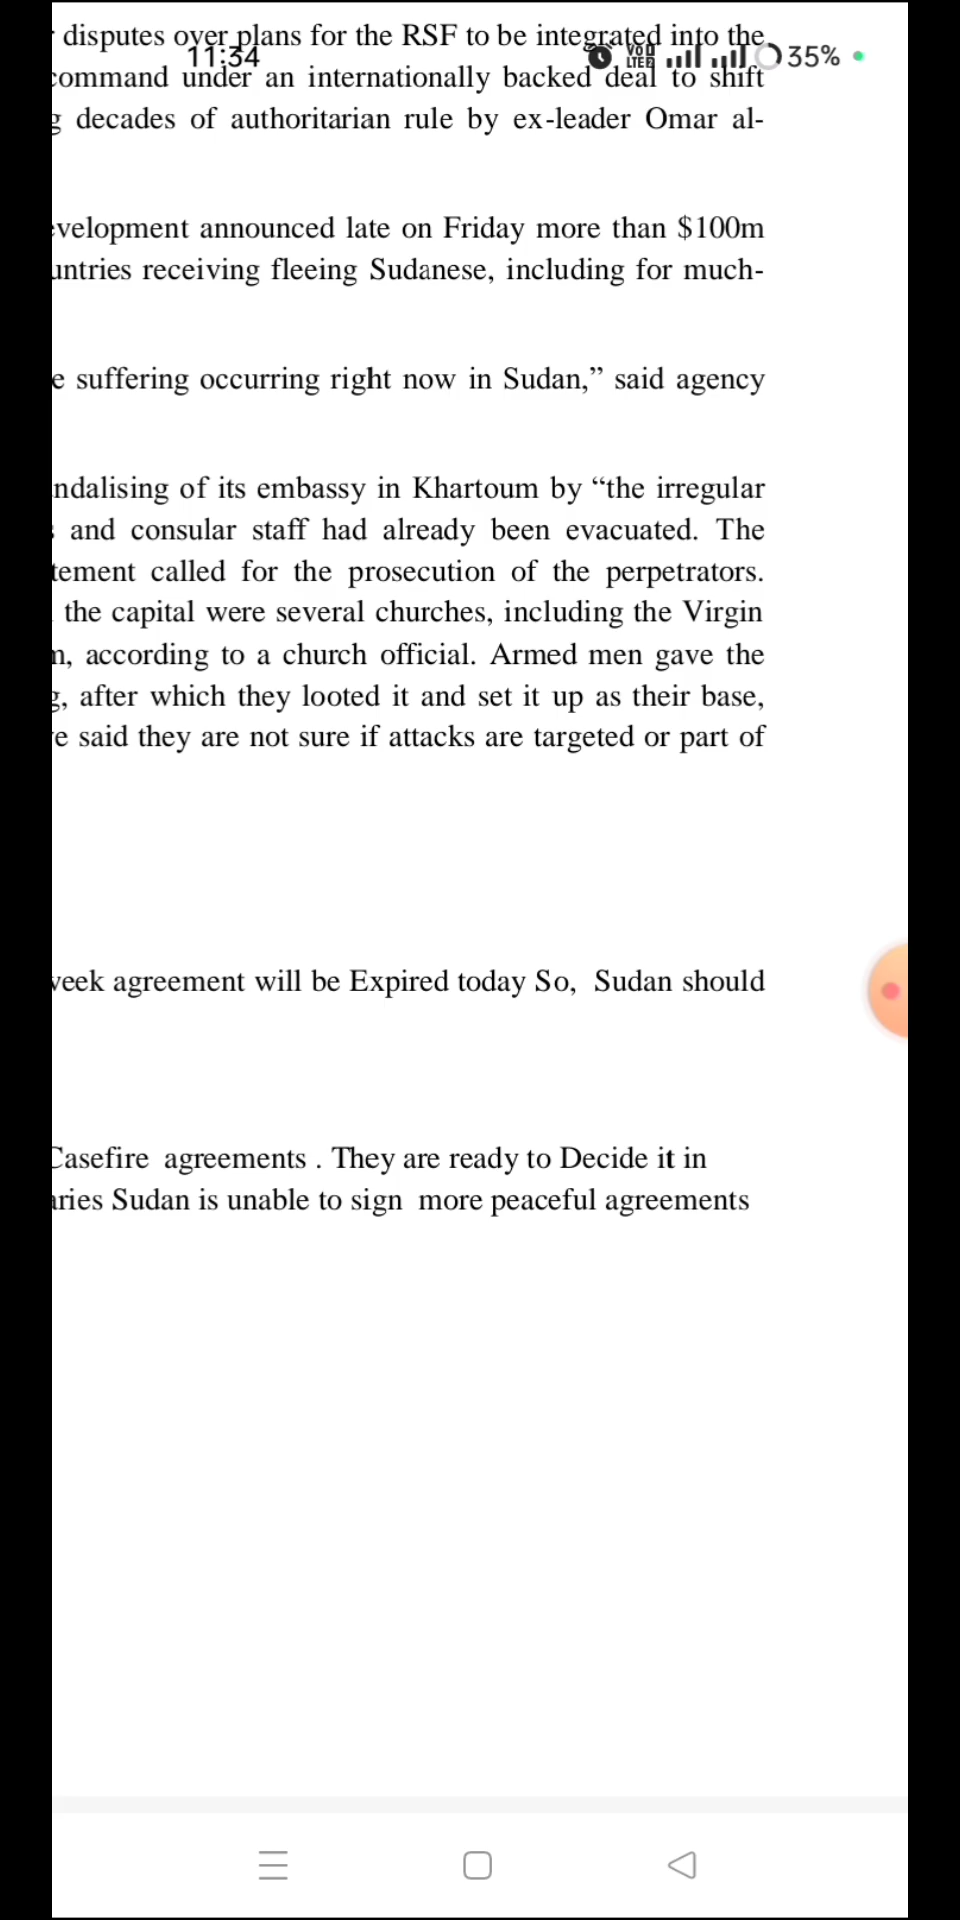 disputes over plans for the RSF to be integrated into the
11:34
VoD LTE2
35%
command under an internationally backed deal to shift
decades of authoritarian rule by ex-leader Omar al-
evelopment announced late on Friday more than $100m
untries receiving fleeing Sudanese, including for much-
e suffering occurring right now in Sudan,” said agency
ndalising of its embassy in Khartoum by “the irregular
and consular staff had already been evacuated. The
tement called for the prosecution of the perpetrators.
the capital were several churches, including the Virgin
, according to a church official. Armed men gave the
, after which they looted it and set it up as their base,
e said they are not sure if attacks are targeted or part of
week agreement will be Expired today So, Sudan should
Casefire agreements . They are ready to Decide it in
aries Sudan is unable to sign more peaceful agreements